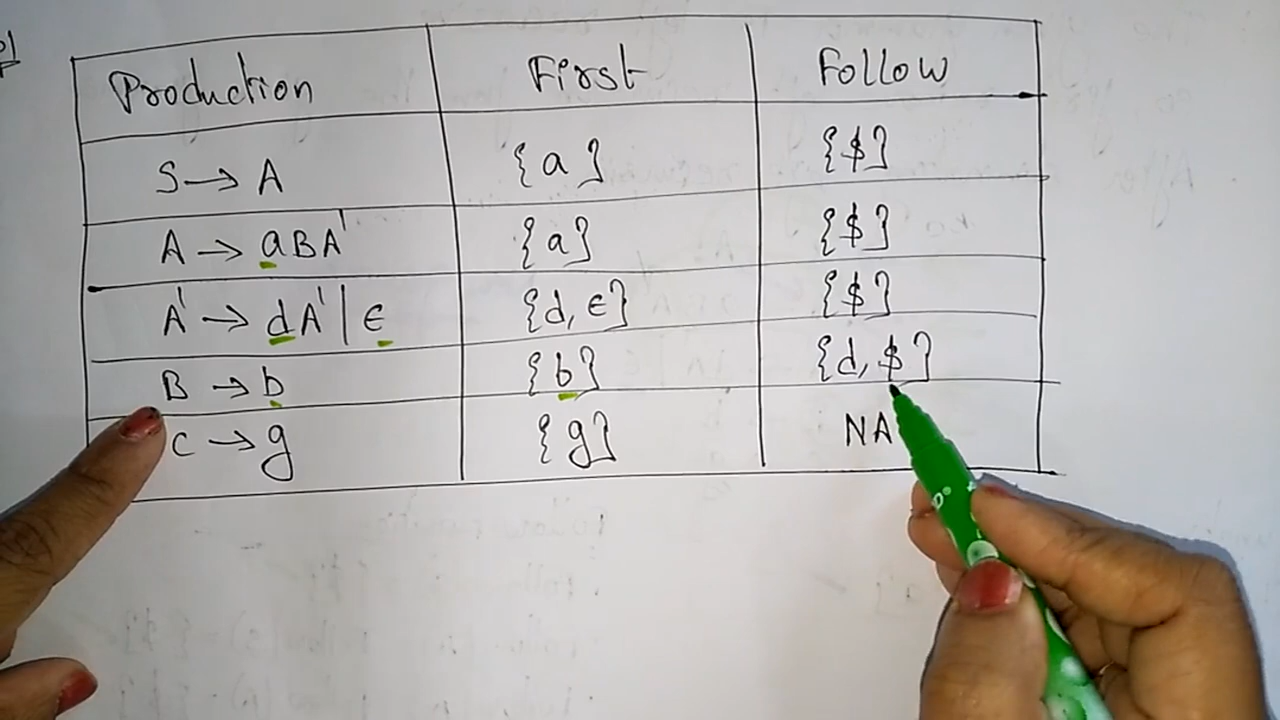 Production First Follow
S → A {a} {$}
A → aBA' {a} {$}
A' → dA' | ε {d, ε} {$}
B → b {b} {d, $}
C → g {g} NA